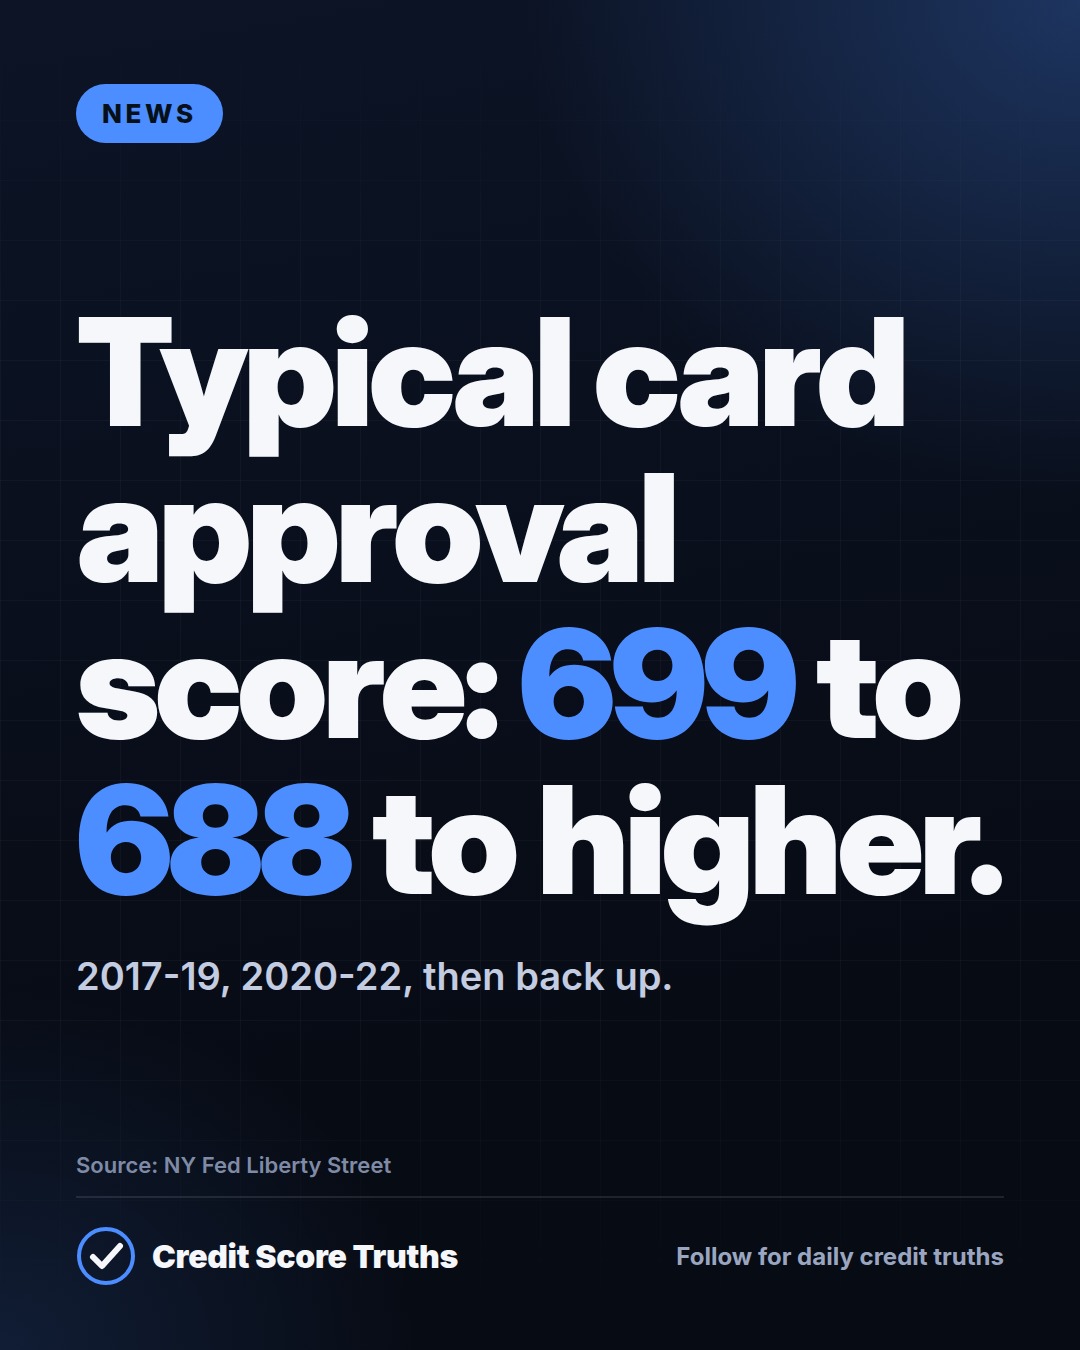 NEWS
Typical card
approval
score: 699 to
688 to higher.
2017-19, 2020-22, then back up.
Source: NY Fed Liberty Street
Credit Score Truths
Follow for daily credit truths